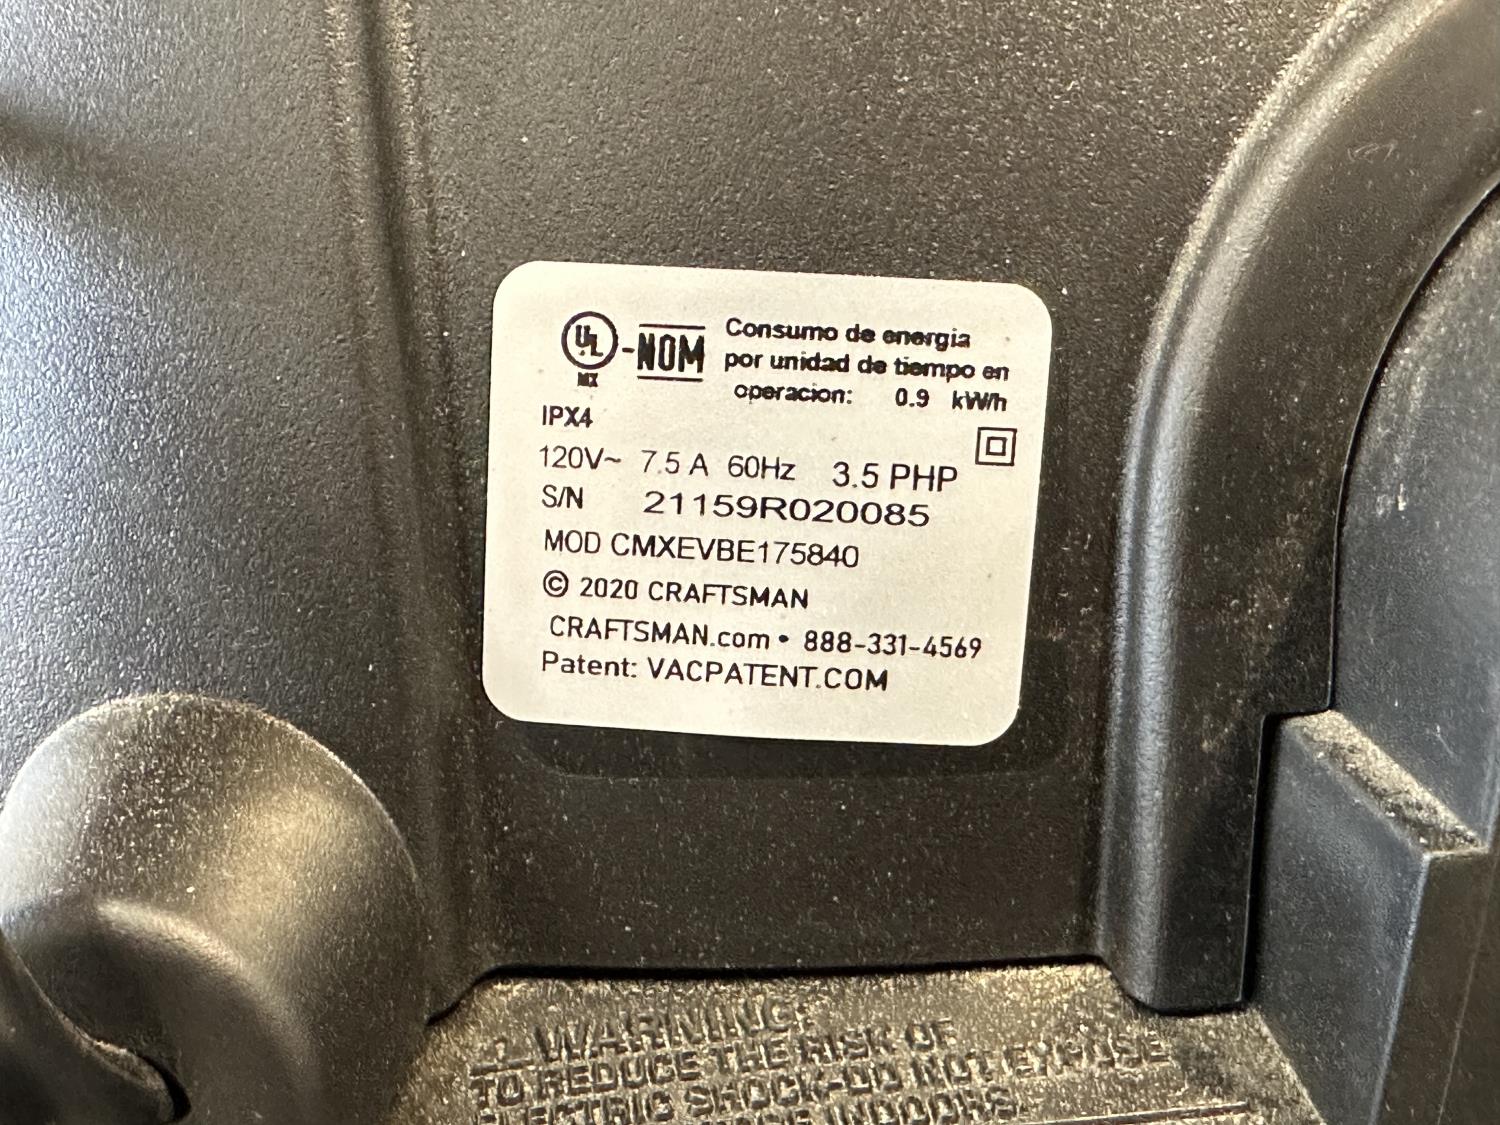 UL MX -NOM
Consumo de energia
por unidad de tiempo en
operacion: 0.9 kW/h
IPX4
120V~ 7.5 A 60Hz 3.5 PHP
S/N 21159R020085
MOD CMXEVBE175840
© 2020 CRAFTSMAN
CRAFTSMAN.com • 888-331-4569
Patent: VACPATENT.COM
⚠ WARNING:
TO REDUCE THE RISK OF
ELECTRIC SHOCK-DO NOT EXPOSE
INDOORS.